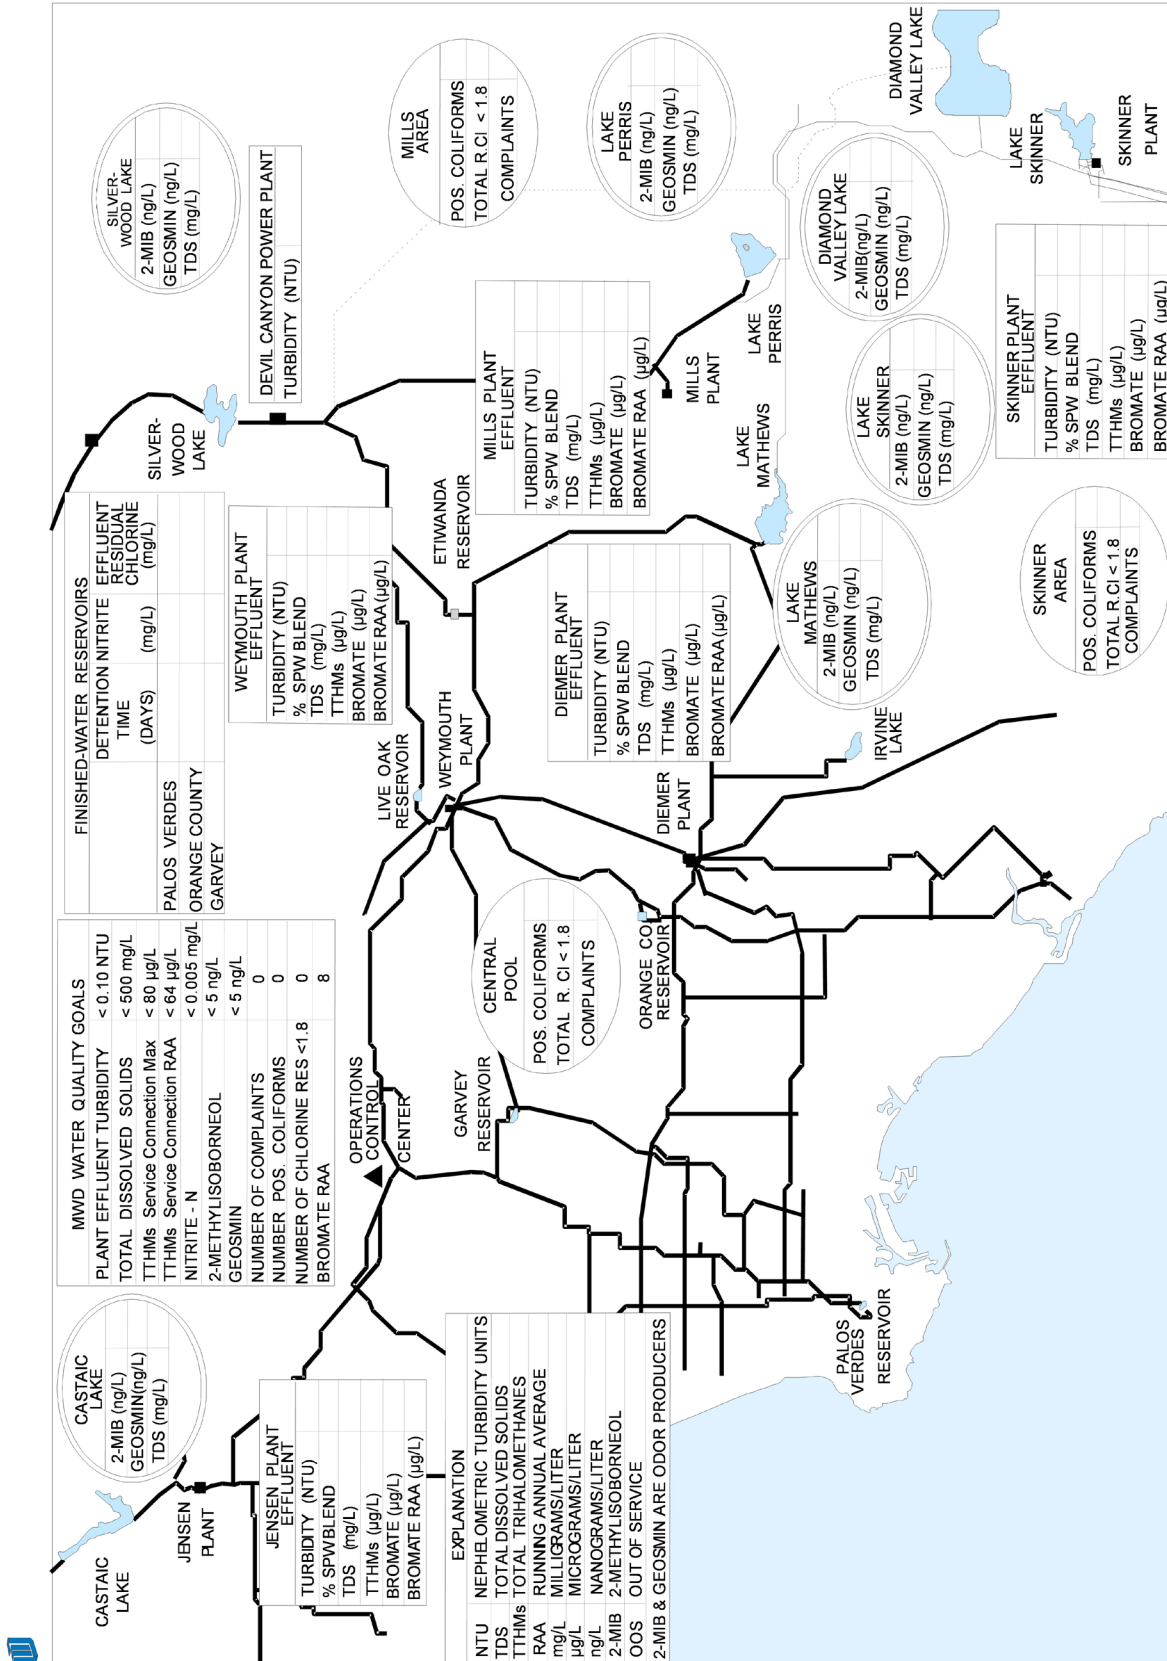 CASTAIC
LAKE
2-MIB (ng/L)
GEOSMIN(ng/L)
TDS (mg/L)
CASTAIC
LAKE
JENSEN
PLANT
JENSEN PLANT
EFFLUENT
TURBIDITY (NTU)
% SPWBLEND
TDS (mg/L)
TTHMs (µg/L)
BROMATE (µg/L)
BROMATE RAA (µg/L)
EXPLANATION
NTU NEPHELOMETRIC TURBIDITY UNITS
TDS TOTAL DISSOLVED SOLIDS
TTHMs TOTAL TRIHALOMETHANES
RAA RUNNING ANNUAL AVERAGE
mg/L MILLIGRAMS/LITER
µg/L MICROGRAMS/LITER
ng/L NANOGRAMS/LITER
2-MIB 2-METHYLISOBORNEOL
OOS OUT OF SERVICE
2-MIB & GEOSMIN ARE ODOR PRODUCERS
MWD WATER QUALITY GOALS
PLANT EFFLUENT TURBIDITY < 0.10 NTU
TOTAL DISSOLVED SOLIDS < 500 mg/L
TTHMs Service Connection Max < 80 µg/L
TTHMs Service Connection RAA < 64 µg/L
NITRITE - N < 0.005 mg/L
2-METHYLISOBORNEOL < 5 ng/L
GEOSMIN < 5 ng/L
NUMBER OF COMPLAINTS 0
NUMBER POS. COLIFORMS 0
NUMBER OF CHLORINE RES <1.8 0
BROMATE RAA 8
OPERATIONS
CONTROL
CENTER
GARVEY
RESERVOIR
PALOS
VERDES
RESERVOIR
FINISHED-WATER RESERVOIRS
DETENTION NITRITE EFFLUENT
TIME RESIDUAL
CHLORINE
(DAYS) (mg/L) (mg/L)
PALOS VERDES
ORANGE COUNTY
GARVEY
CENTRAL
POOL
POS. COLIFORMS
TOTAL R. Cl < 1.8
COMPLAINTS
ORANGE CO
RESERVOIR
LIVE OAK
RESERVOIR
WEYMOUTH
PLANT
DIEMER
PLANT
IRVINE
LAKE
WEYMOUTH PLANT
EFFLUENT
TURBIDITY (NTU)
% SPW BLEND
TDS (mg/L)
TTHMs (µg/L)
BROMATE (µg/L)
BROMATE RAA (µg/L)
DIEMER PLANT
EFFLUENT
TURBIDITY (NTU)
% SPW BLEND
TDS (mg/L)
TTHMs (µg/L)
BROMATE (µg/L)
BROMATE RAA (µg/L)
ETIWANDA
RESERVOIR
LAKE
MATHEWS
2-MIB (ng/L)
GEOSMIN (ng/L)
TDS (mg/L)
SKINNER
AREA
POS. COLIFORMS
TOTAL R.Cl < 1.8
COMPLAINTS
SILVER-
WOOD
LAKE
MILLS PLANT
EFFLUENT
TURBIDITY (NTU)
% SPW BLEND
TDS (mg/L)
TTHMs (µg/L)
BROMATE (µg/L)
BROMATE RAA (µg/L)
MILLS
PLANT
LAKE
MATHEWS
LAKE
PERRIS
LAKE
SKINNER
2-MIB (ng/L)
GEOSMIN (ng/L)
TDS (mg/L)
SKINNER PLANT
EFFLUENT
TURBIDITY (NTU)
% SPW BLEND
TDS (mg/L)
TTHMs (µg/L)
BROMATE (µg/L)
BROMATE RAA (µg/L)
DEVIL CANYON POWER PLANT
TURBIDITY (NTU)
SILVER-
WOOD LAKE
2-MIB (ng/L)
GEOSMIN (ng/L)
TDS (mg/L)
MILLS
AREA
POS. COLIFORMS
TOTAL R.Cl < 1.8
COMPLAINTS
LAKE
PERRIS
2-MIB (ng/L)
GEOSMIN (ng/L)
TDS (mg/L)
DIAMOND
VALLEY LAKE
2-MIB(ng/L)
GEOSMIN (ng/L)
TDS (mg/L)
DIAMOND
VALLEY LAKE
LAKE
SKINNER
SKINNER
PLANT